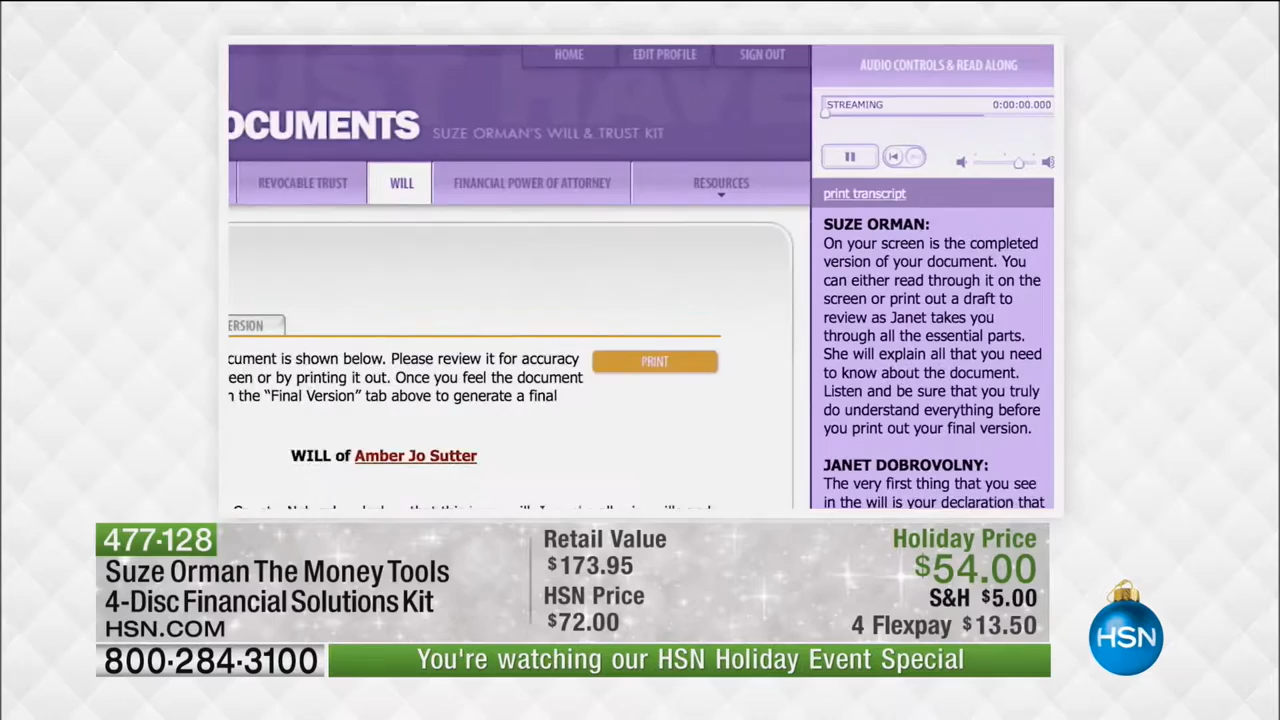 HOME EDIT PROFILE SIGN OUT
AUDIO CONTROLS & READ ALONG
OCUMENTS SUZE ORMAN'S WILL & TRUST KIT
STREAMING 0:00:00.000
REVOCABLE TRUST WILL FINANCIAL POWER OF ATTORNEY RESOURCES
print transcript
SUZE ORMAN:
On your screen is the completed
version of your document. You
can either read through it on the
screen or print out a draft to
review as Janet takes you
through all the essential parts.
She will explain all that you need
to know about the document.
Listen and be sure that you truly
do understand everything before
you print out your final version.
JANET DOBROVOLNY:
The very first thing that you see
in the will is your declaration that
ERSION
cument is shown below. Please review it for accuracy
een or by printing it out. Once you feel the document
n the “Final Version” tab above to generate a final
PRINT
WILL of Amber Jo Sutter
477-128
Suze Orman The Money Tools
4-Disc Financial Solutions Kit
HSN.COM
800-284-3100
Retail Value
$173.95
HSN Price
$72.00
Holiday Price
$54.00
S&H $5.00
4 Flexpay $13.50
You're watching our HSN Holiday Event Special
HSN